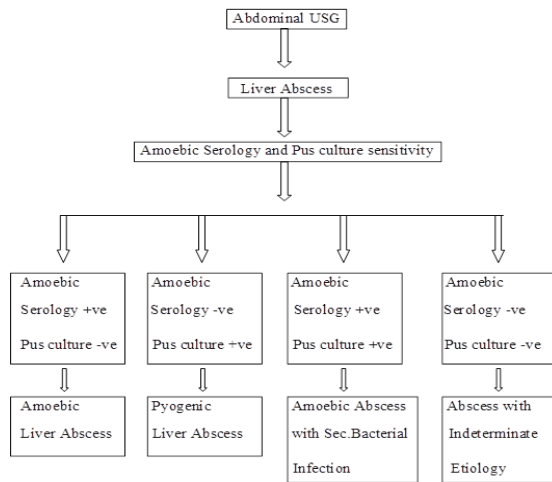 Abdominal USG
Liver Abscess
Amoebic Serology and Pus culture sensitivity
Amoebic
Serology +ve
Pus culture -ve
Amoebic
Serology -ve
Pus culture +ve
Amoebic
Serology +ve
Pus culture +ve
Amoebic
Serology -ve
Pus culture -ve
Amoebic
Liver Abscess
Pyogenic
Liver Abscess
Amoebic Abscess
with Sec.Bacterial
Infection
Abscess with
Indeterminate
Etiology